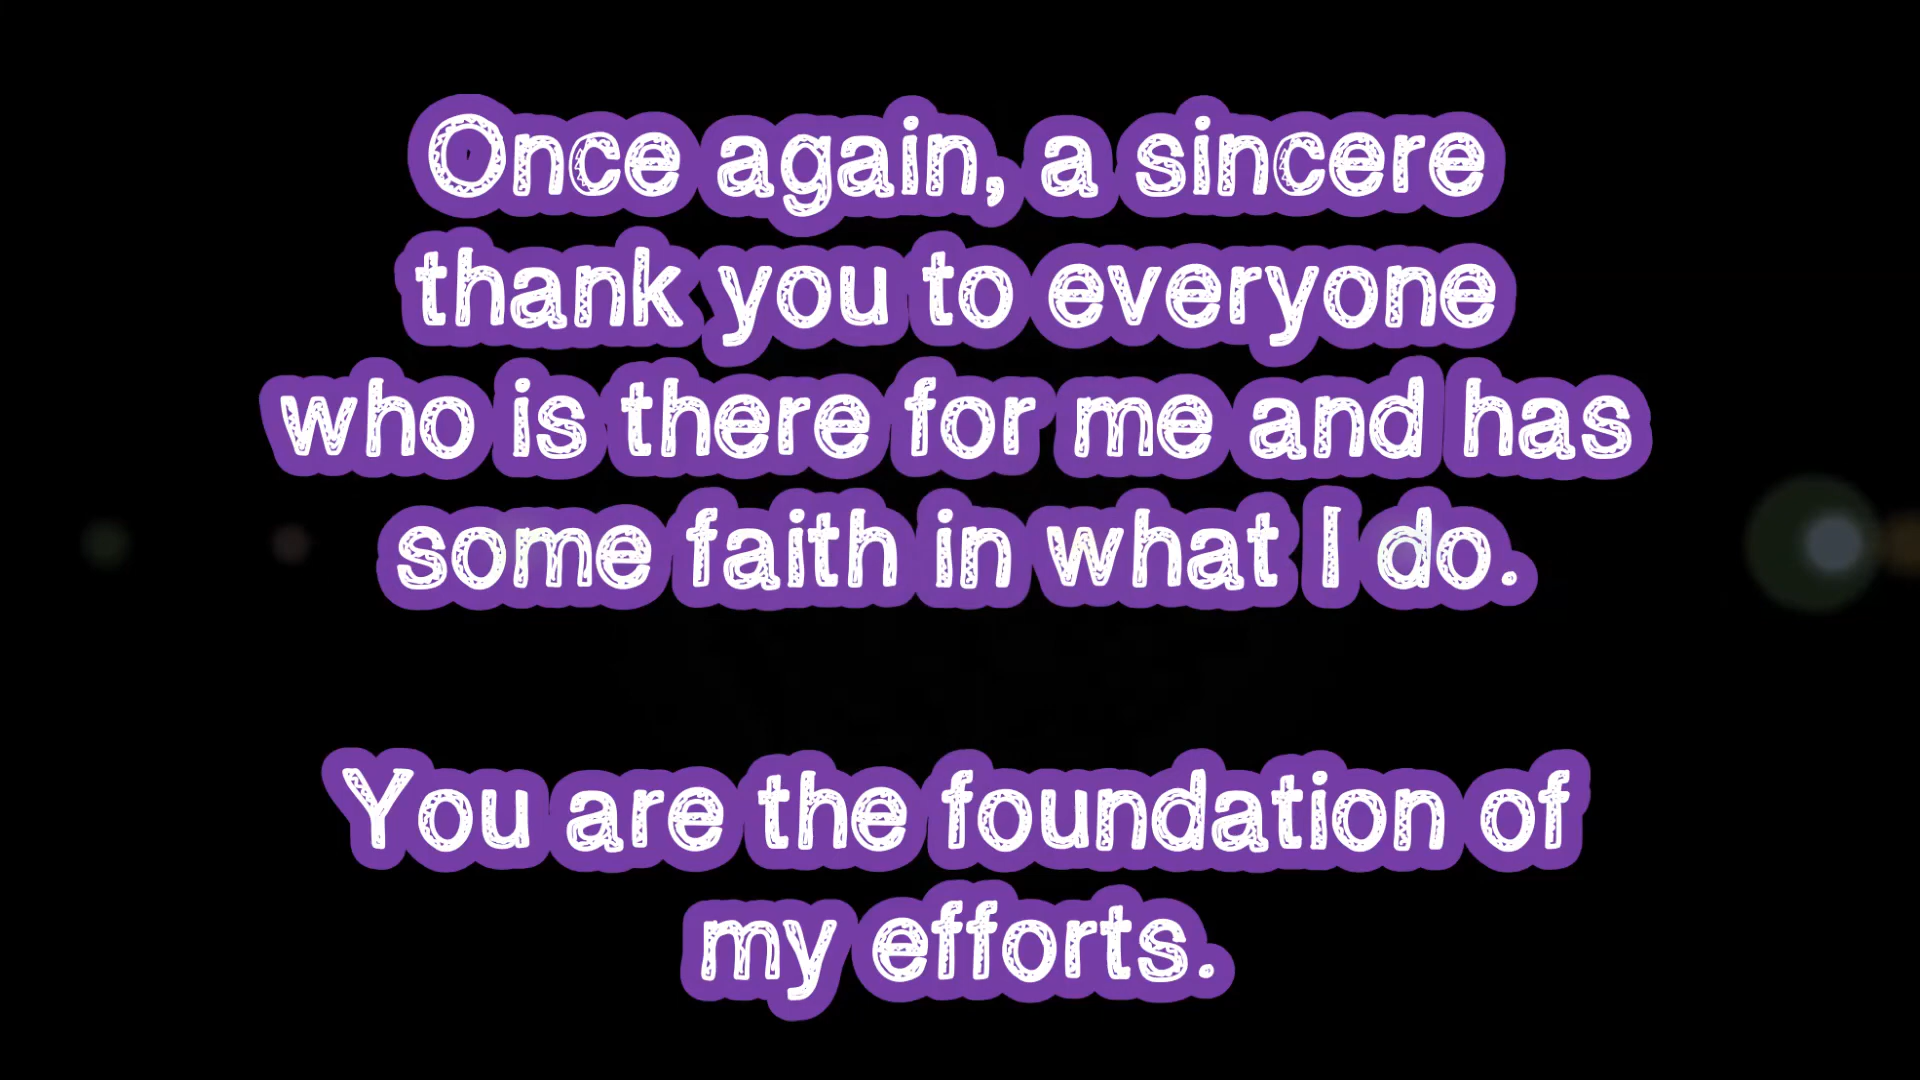 Once again, a sincere
thank you to everyone
who is there for me and has
some faith in what I do.
You are the foundation of
my efforts.